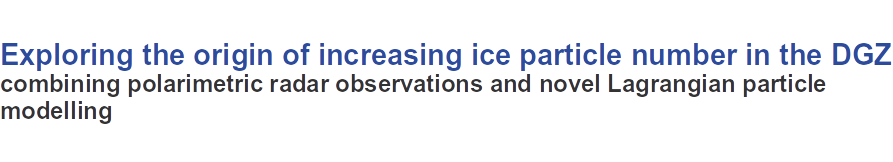 Exploring the origin of increasing ice particle number in the DGZ
combining polarimetric radar observations and novel Lagrangian particle
modelling